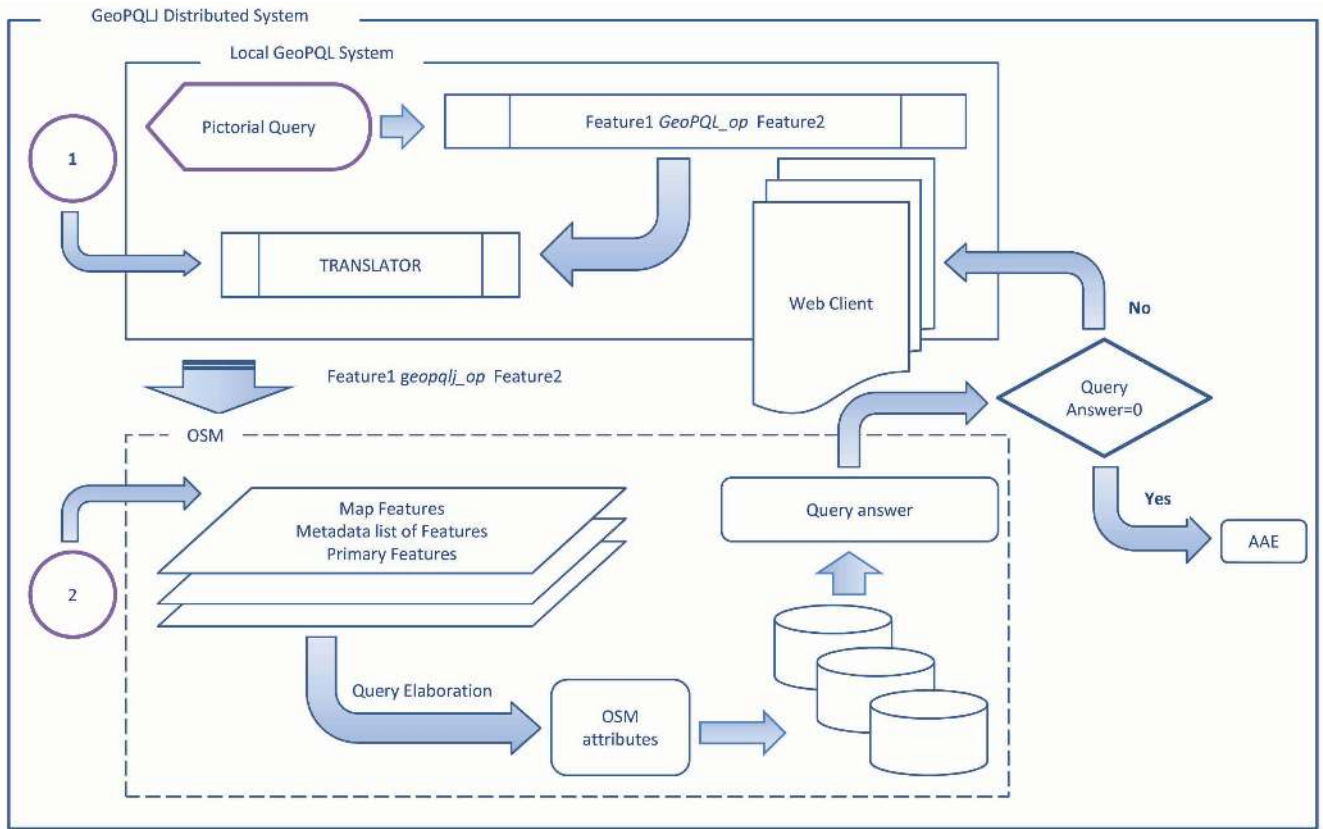 GeoPQLJ Distributed System
Local GeoPQL System
Pictorial Query
Feature1 GeoPQL_op Feature2
1
TRANSLATOR
Web Client
No
Feature1 geopqlj_op Feature2
Query
Answer=0
OSM
Map Features
Metadata list of Features
Primary Features
Query answer
Yes
AAE
2
Query Elaboration
OSM
attributes